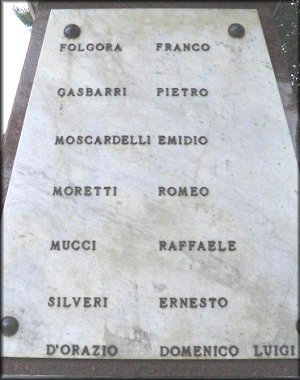 FOLGORA FRANCO
GASBARRI PIETRO
MOSCARDELLI EMIDIO
MORETTI ROMEO
MUCCI RAFFAELE
SILVERI ERNESTO
D'ORAZIO DOMENICO LUIGI